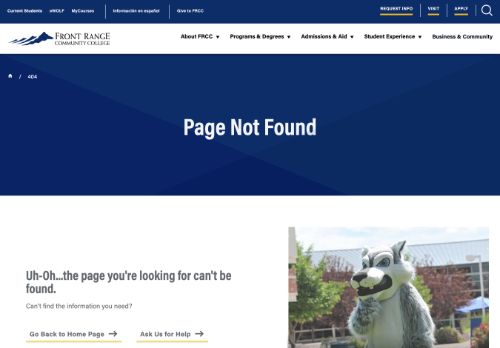 Current Students eWOLF MyCourses Información en español Give to FRCC REQUEST INFO VISIT APPLY
FRONT RANGE
COMMUNITY COLLEGE
About FRCC Programs & Degrees Admissions & Aid Student Experience Business & Community
/ 404
Page Not Found
Uh-Oh...the page you're looking for can't be
found.
Can't find the information you need?
Go Back to Home Page Ask Us for Help